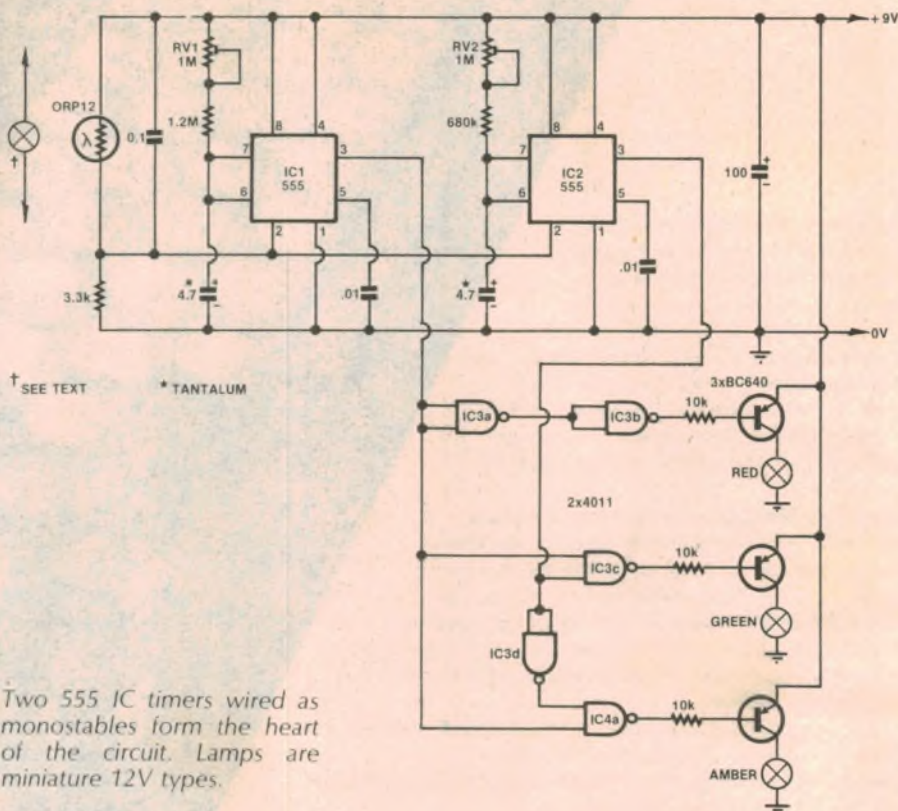 +9V
RV1
1M
RV2
1M
ORP12
λ
0.1
1.2M
680k
8
4
7
3
IC1
555
6
5
2
1
8
4
7
3
IC2
555
6
5
2
1
100
+
-
†
3.3k
*
4.7
+
-
.01
*
4.7
+
-
.01
0V
† SEE TEXT
* TANTALUM
3xBC640
IC3a
IC3b
10k
RED
2x4011
IC3c
10k
GREEN
IC3d
IC4a
10k
AMBER
Two 555 IC timers wired as
monostables form the heart
of the circuit. Lamps are
miniature 12V types.